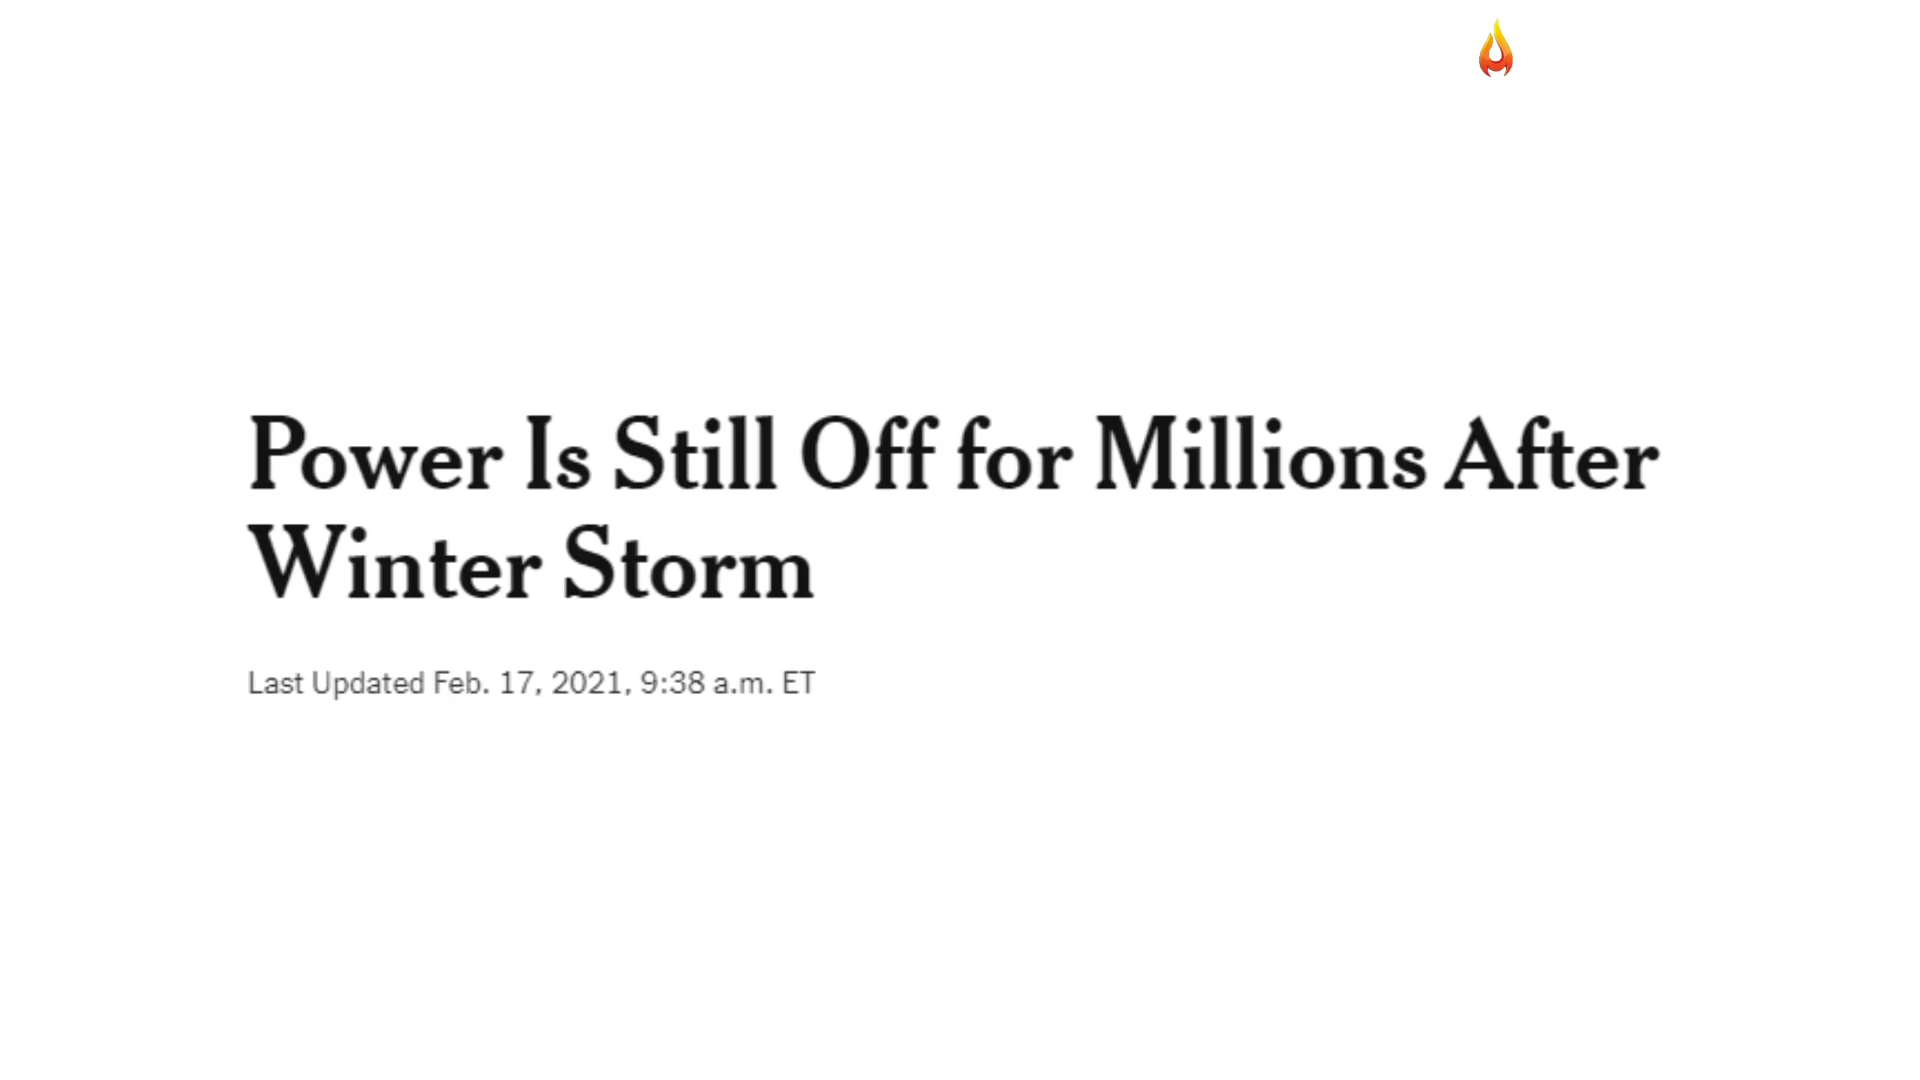 Power Is Still Off for Millions After
Winter Storm
Last Updated Feb. 17, 2021, 9:38 a.m. ET